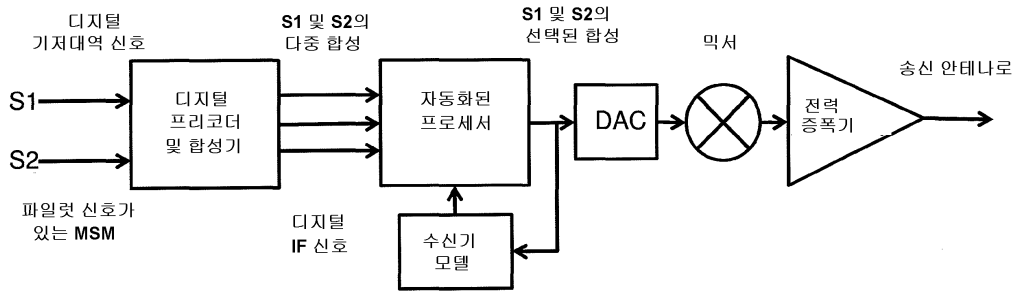 디지털
기저대역 신호
S1 및 S2의
다중 합성
S1 및 S2의
선택된 합성
믹서
송신 안테나로
S1
S2
디지털
프리코더
및 합성기
자동화된
프로세서
DAC
전력
증폭기
파일럿 신호가
있는 MSM
디지털
IF 신호
수신기
모델